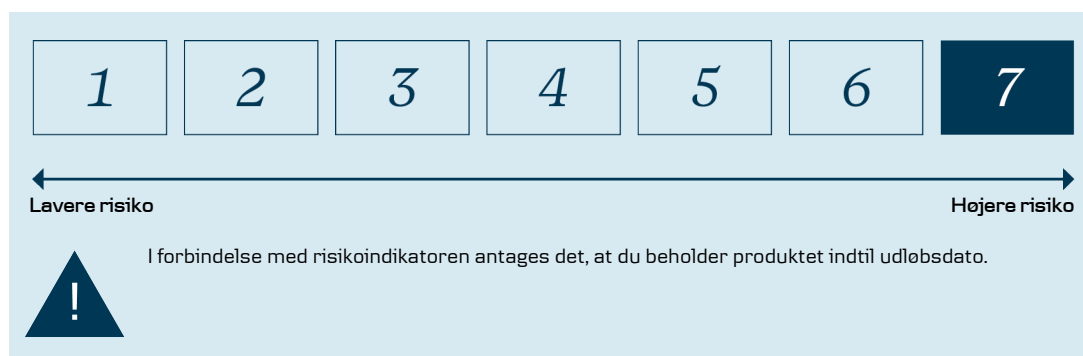 1 2 3 4 5 6 7
Lavere risiko Højere risiko
I forbindelse med risikoindikatoren antages det, at du beholder produktet indtil udløbsdato.
!